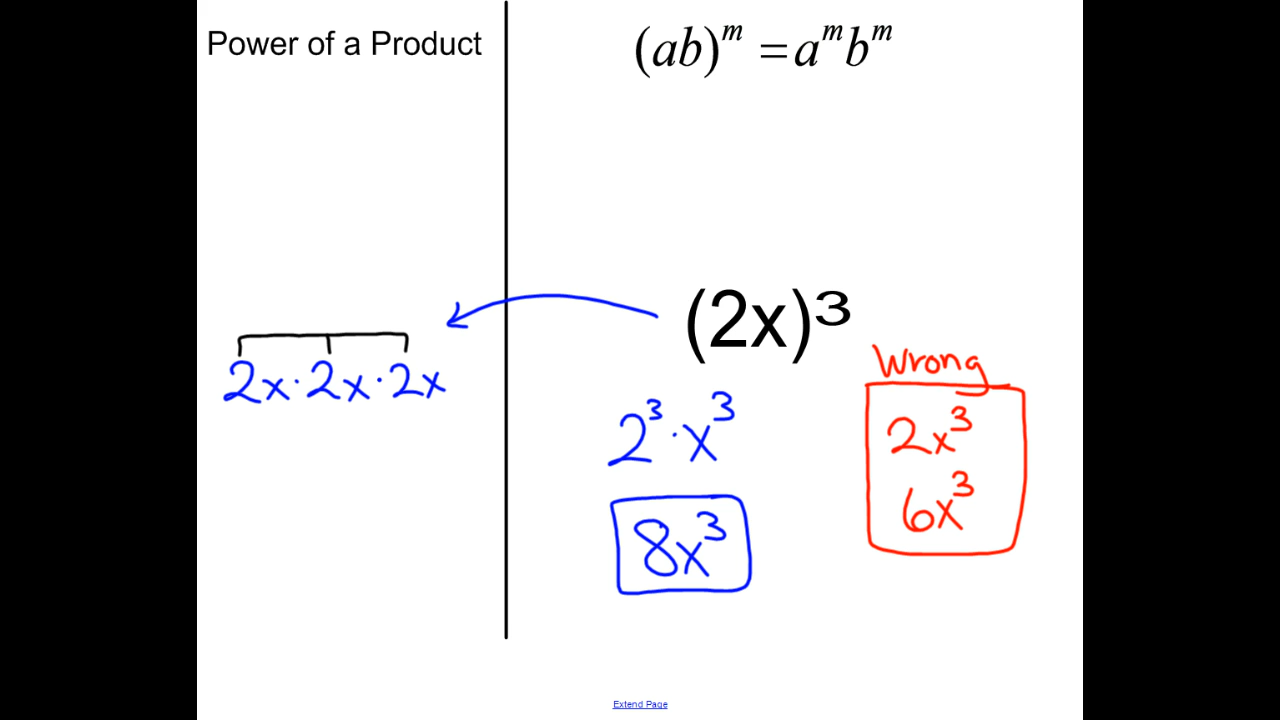 Power of a Product
(ab)^m = a^m b^m
(2x)³
Wrong
2x · 2x · 2x
2³ · x³
2x³
6x³
8x³
Extend Page